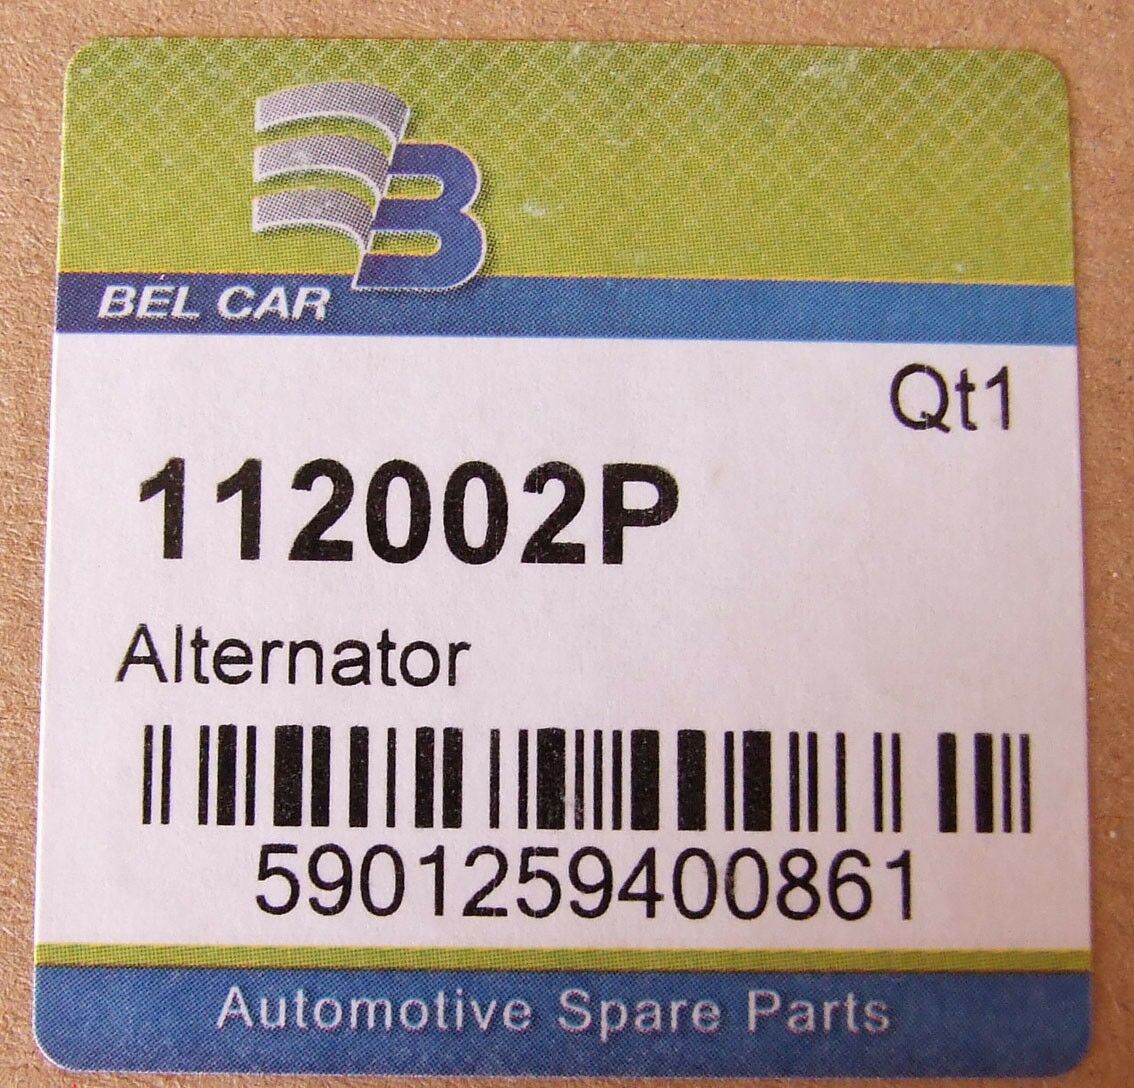 B
BEL CAR
Qt1
112002P
Alternator
5901259400861
Automotive Spare Parts